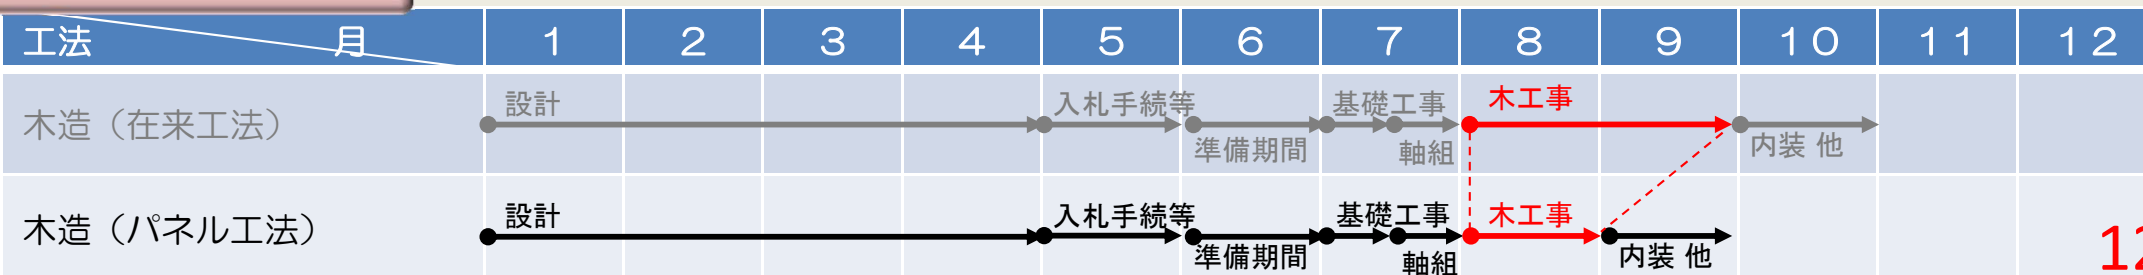 工法 月 １ ２ ３ ４ ５ ６ ７ ８ ９ １０ １１ １２
設計 入札手続等 基礎工事 木工事
木造（在来工法）
準備期間 軸組 内装 他
設計 入札手続等 基礎工事 木工事
木造（パネル工法）
準備期間 軸組 内装 他
12